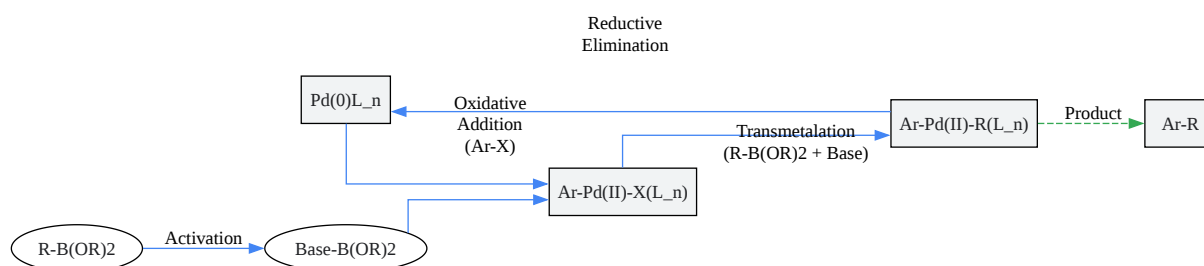 Reductive
Elimination
Pd(0)L_n
Oxidative
Addition
(Ar-X)
Transmetalation
(R-B(OR)2 + Base)
Ar-Pd(II)-R(L_n)
Product
Ar-R
Ar-Pd(II)-X(L_n)
R-B(OR)2
Activation
Base-B(OR)2